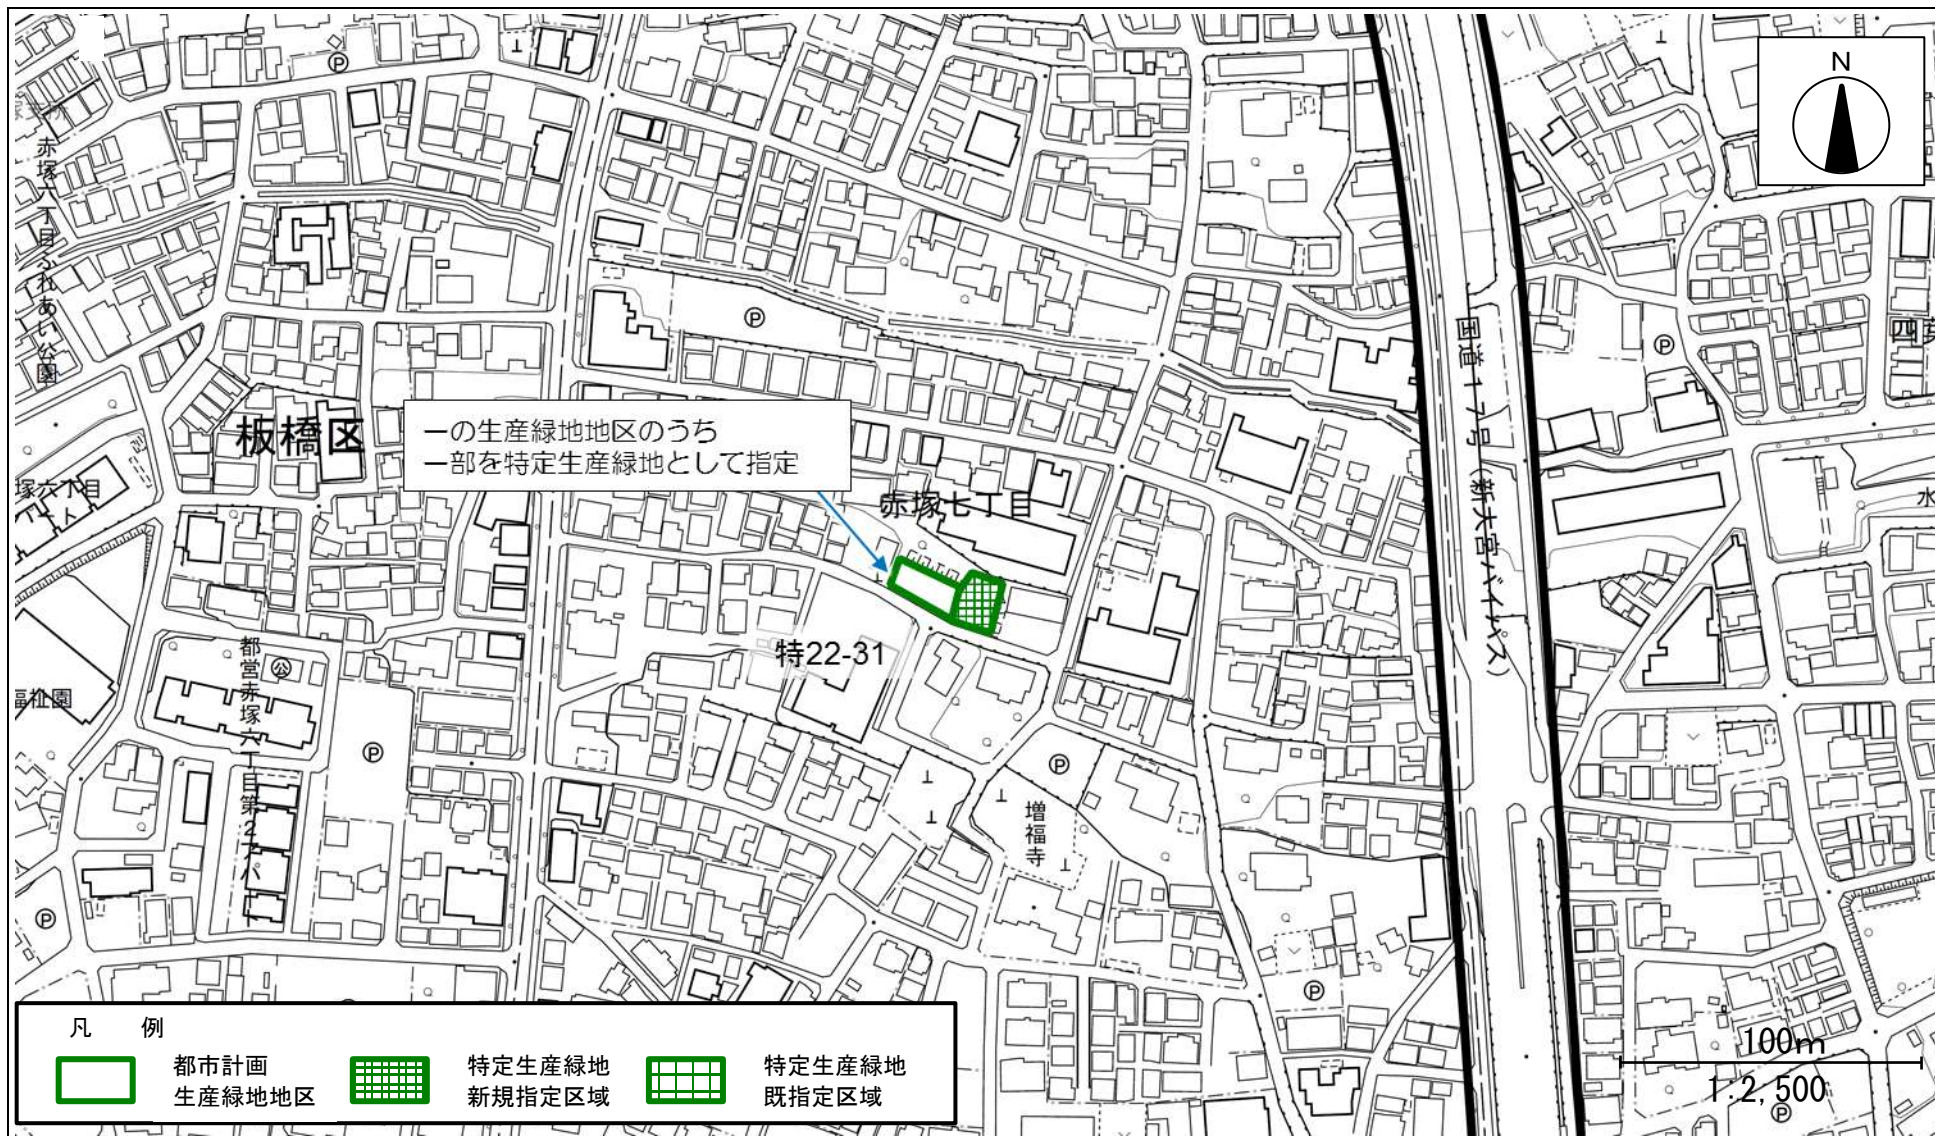 N
赤塚六丁目ふれあい公園
国道17号（新大宮バイパス）
板橋区
一の生産緑地地区のうち
一部を特定生産緑地として指定
塚六丁目
赤塚七丁目
水
特22-31
都営赤塚六丁目第2アパ
公
福祉園
増福寺
P
P
P
P
P
P
P
P
凡 例
都市計画
生産緑地地区
特定生産緑地
新規指定区域
特定生産緑地
既指定区域
100m
1:2,500